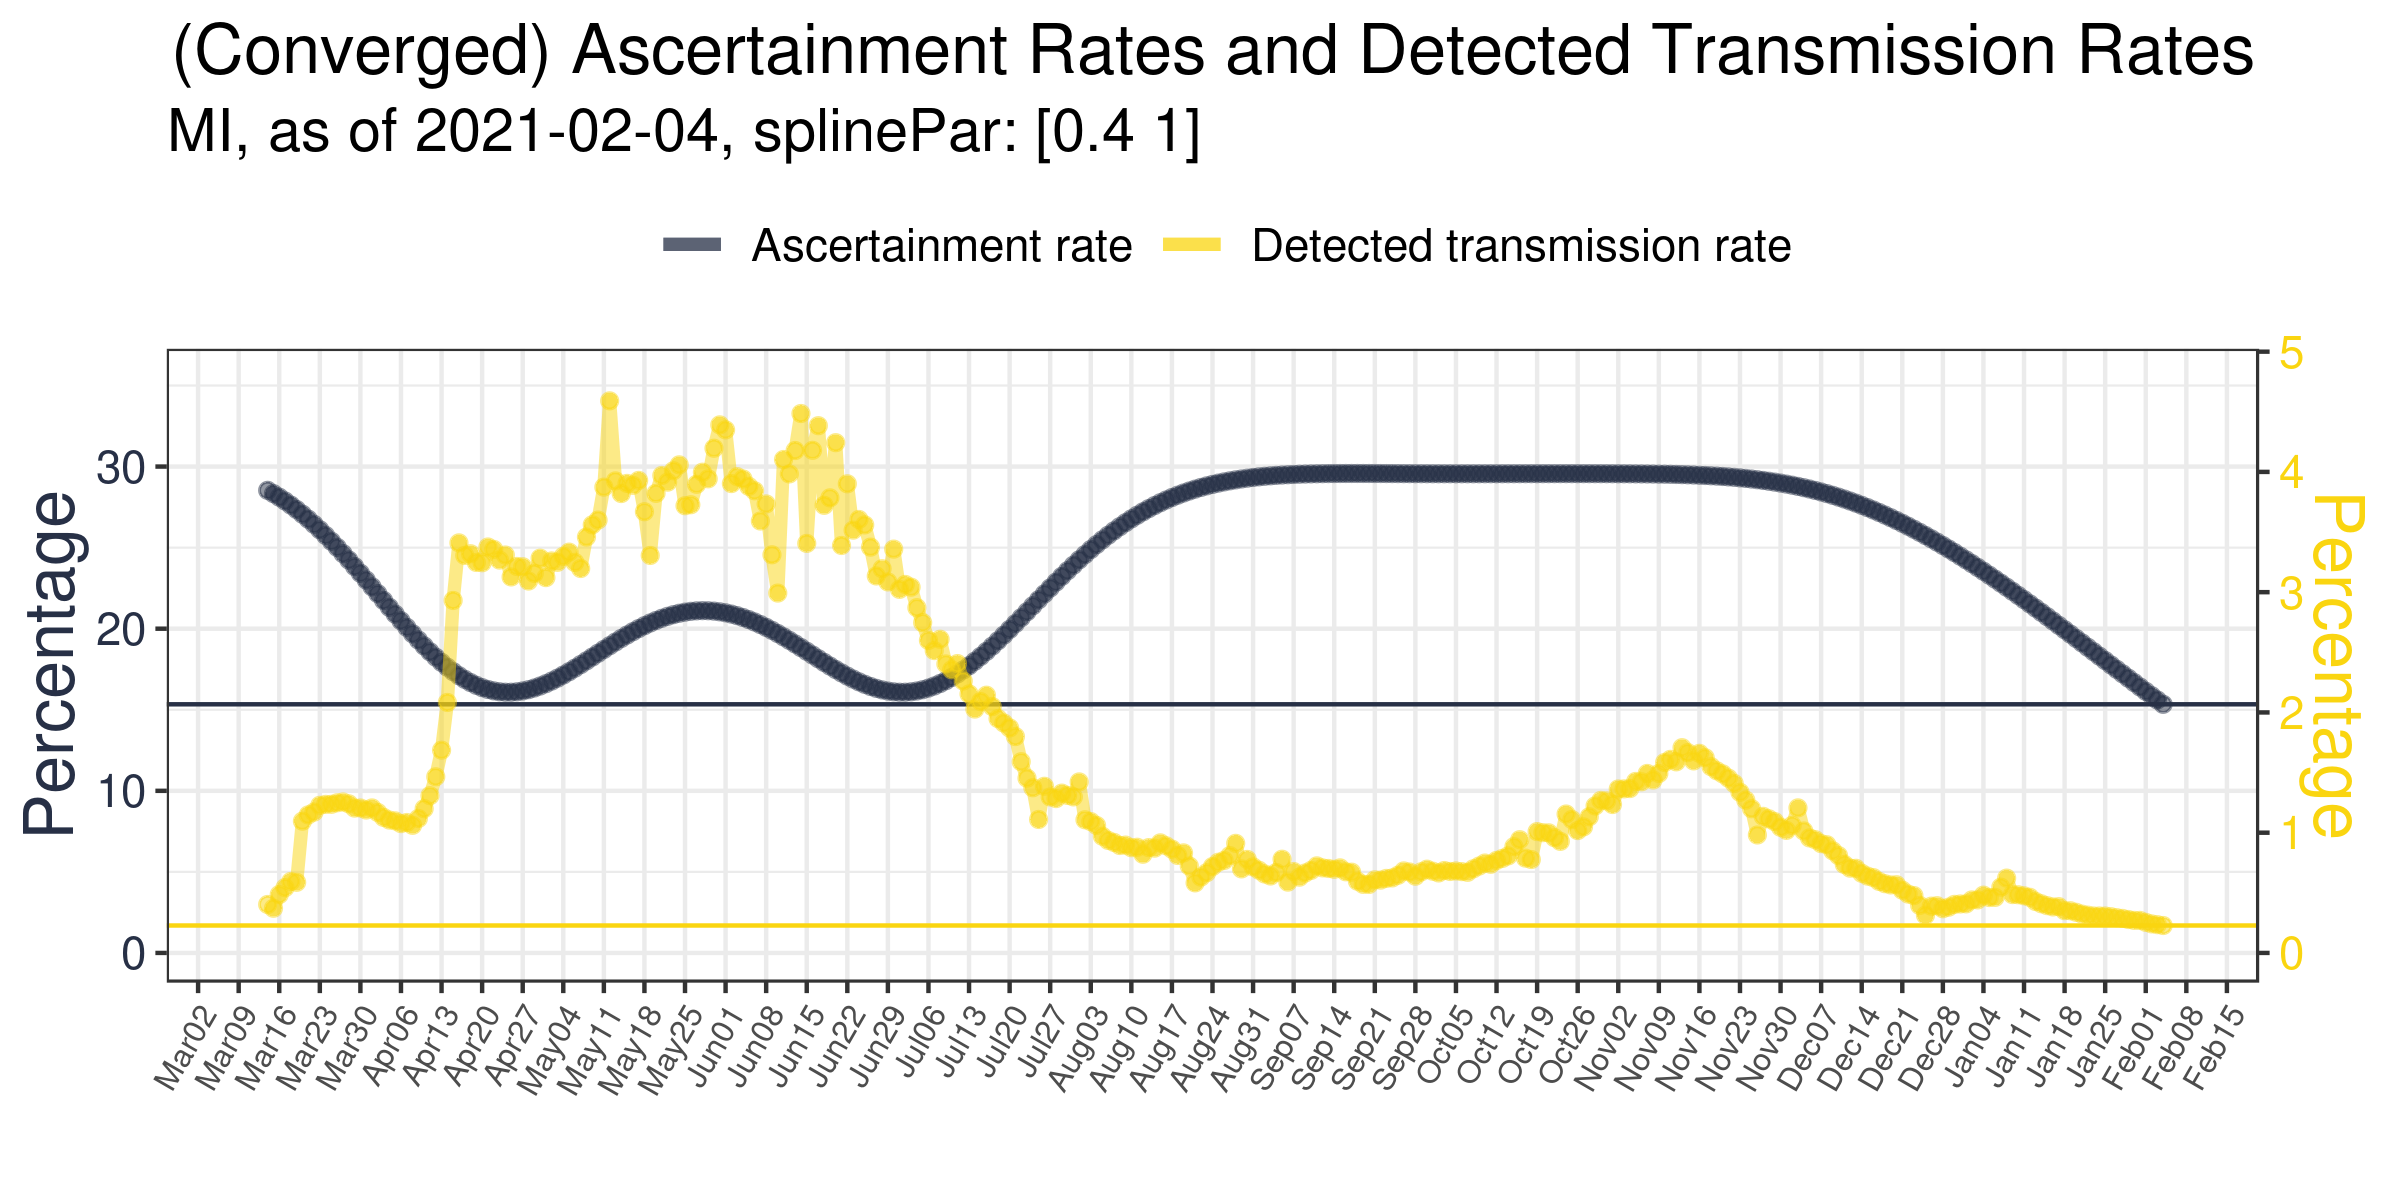 (Converged) Ascertainment Rates and Detected Transmission Rates
MI, as of 2021-02-04, splinePar: [0.4 1]
Ascertainment rate
Detected transmission rate
Percentage
30
20
10
0
5
4
3
2
1
0
Percentage
Mar02
Mar09
Mar16
Mar23
Mar30
Apr06
Apr13
Apr20
Apr27
May04
May11
May18
May25
Jun01
Jun08
Jun15
Jun22
Jun29
Jul06
Jul13
Jul20
Jul27
Aug03
Aug10
Aug17
Aug24
Aug31
Sep07
Sep14
Sep21
Sep28
Oct05
Oct12
Oct19
Oct26
Nov02
Nov09
Nov16
Nov23
Nov30
Dec07
Dec14
Dec21
Dec28
Jan04
Jan11
Jan18
Jan25
Feb01
Feb08
Feb15